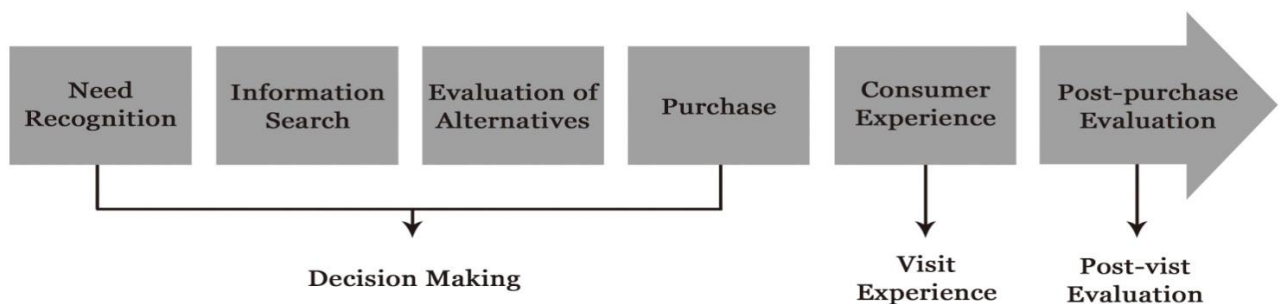 Need
Recognition
Information
Search
Evaluation of
Alternatives
Purchase
Consumer
Experience
Post-purchase
Evaluation
Decision Making
Visit
Experience
Post-vist
Evaluation